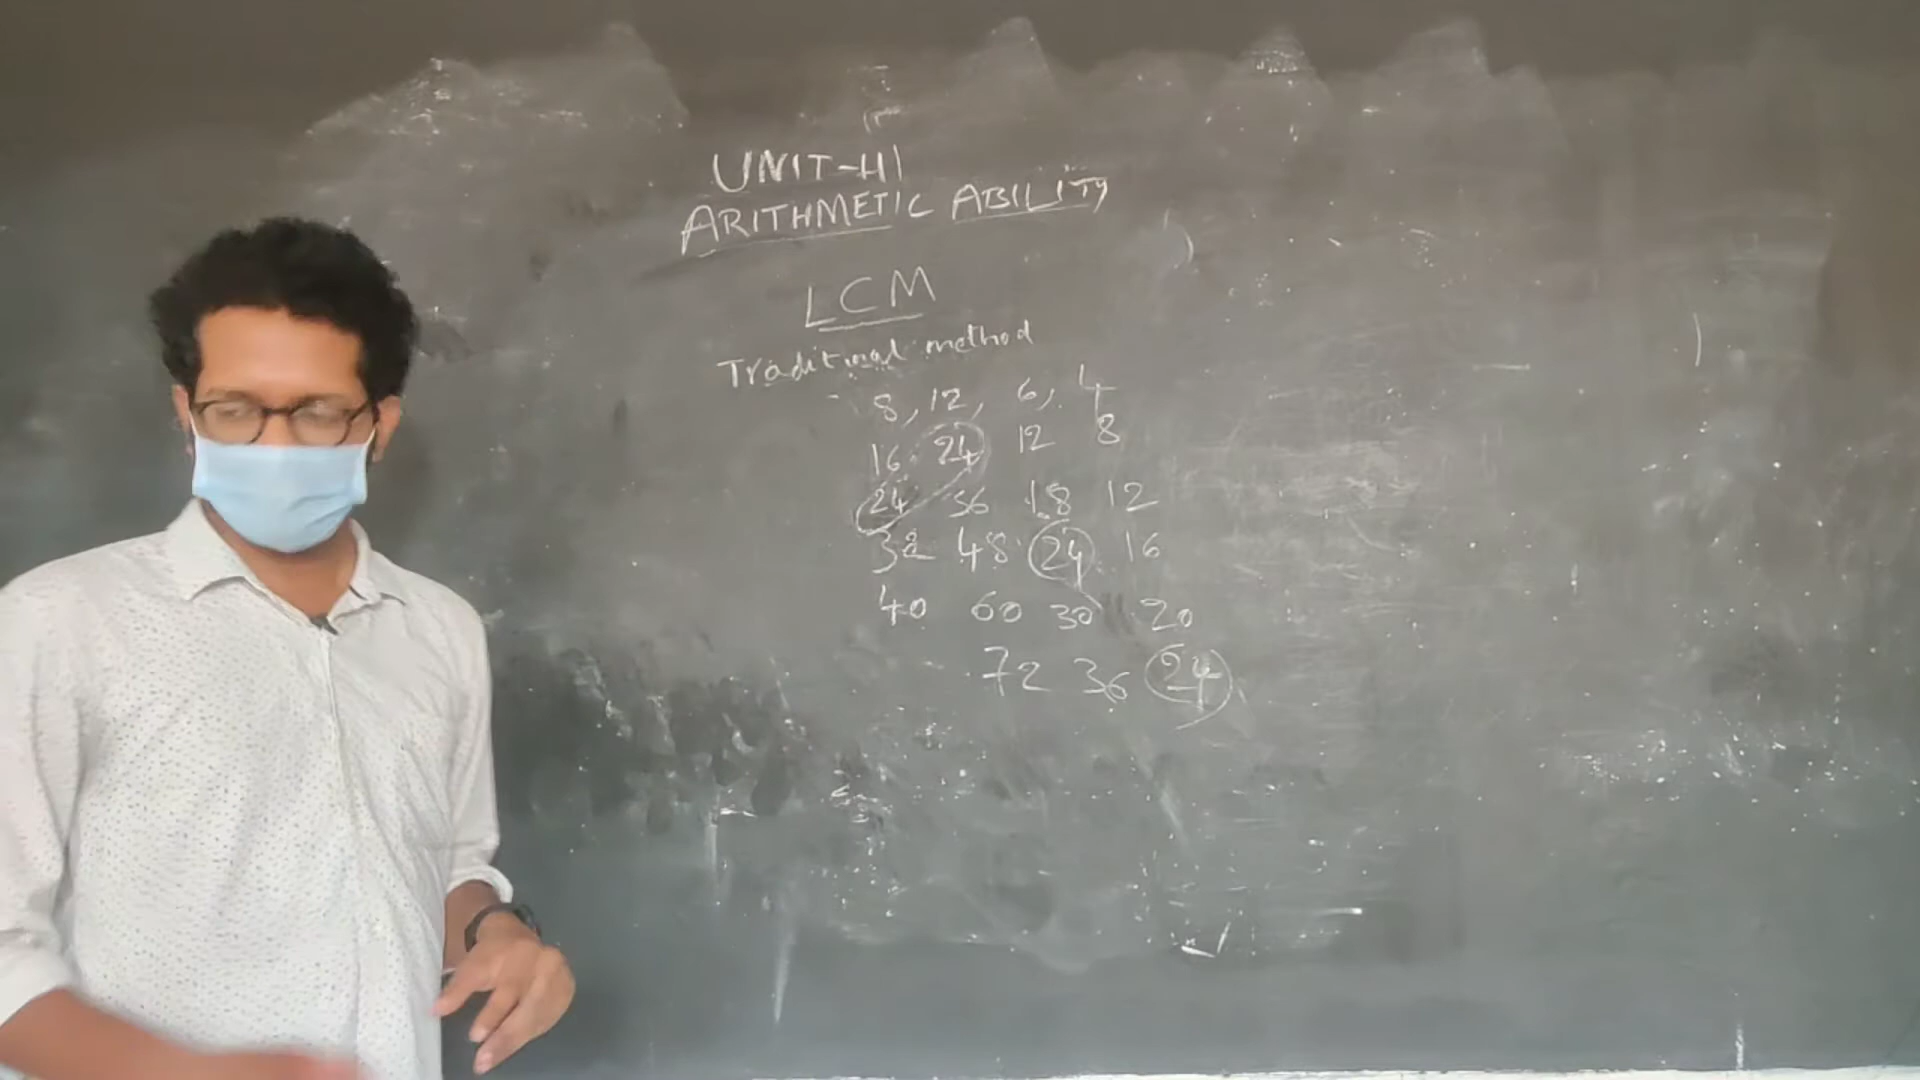 UNIT-III
ARITHMETIC ABILITY
LCM
Traditional method
8, 12, 6, 4
16 24 12 8
24 36 18 12
32 48 24 16
40 60 30 20
72 36 24